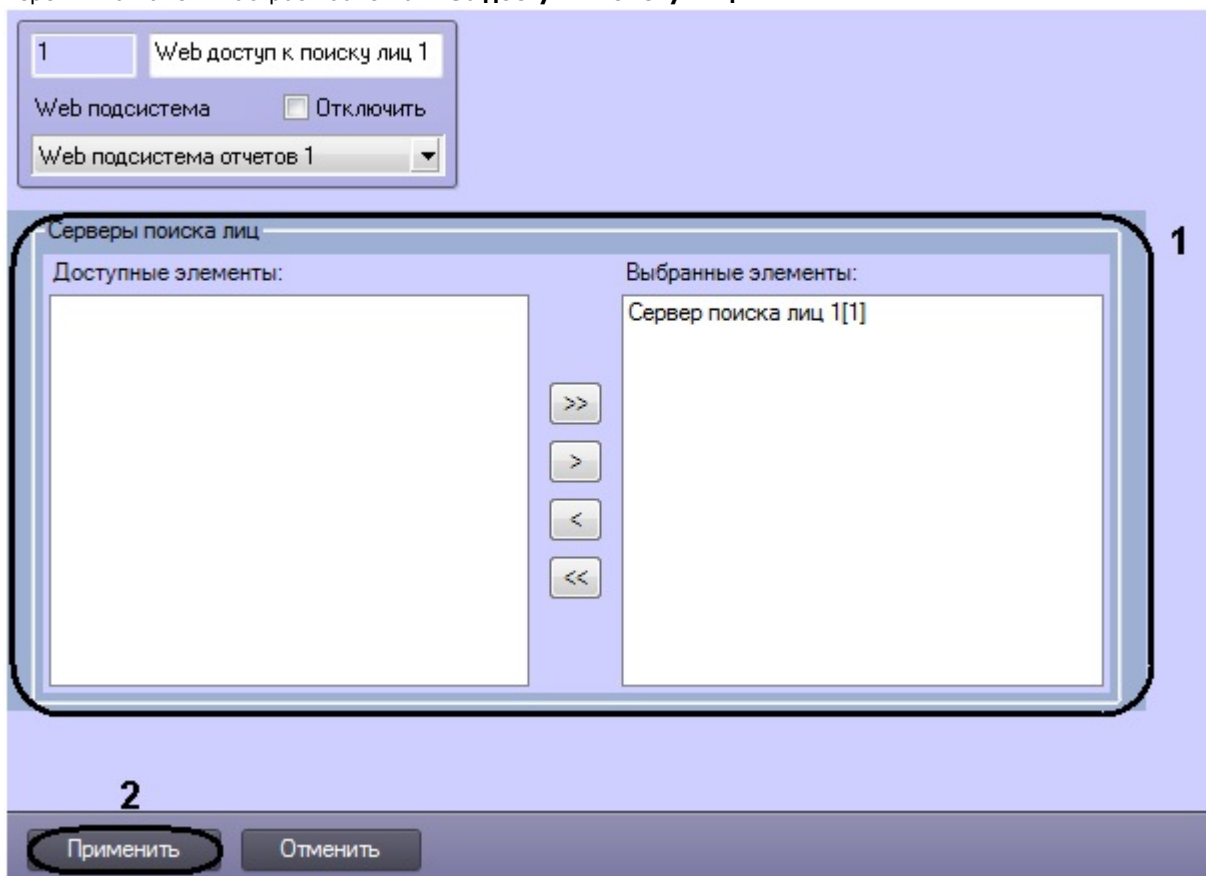 1
Web доступ к поиску лиц 1
Web подсистема
Отключить
Web подсистема отчетов 1
Серверы поиска лиц
1
Доступные элементы:
Выбранные элементы:
Сервер поиска лиц 1[1]
>>
>
<
<<
2
Применить
Отменить